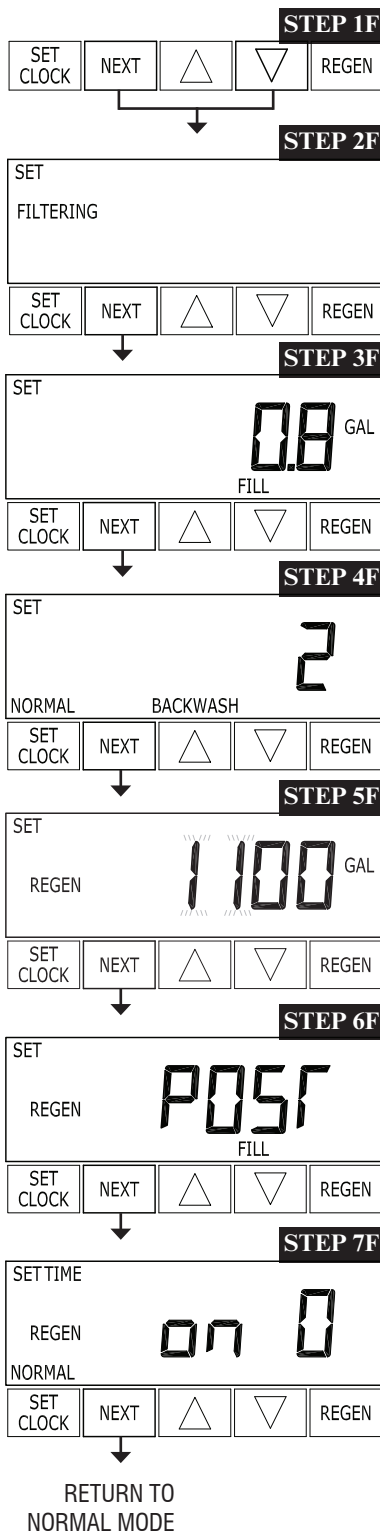 STEP 1F
SET CLOCK NEXT REGEN
STEP 2F
SET
FILTERING
SET CLOCK NEXT REGEN
STEP 3F
SET
0.8 GAL
FILL
SET CLOCK NEXT REGEN
STEP 4F
SET
2
NORMAL BACKWASH
SET CLOCK NEXT REGEN
STEP 5F
SET
REGEN 1100 GAL
SET CLOCK NEXT REGEN
STEP 6F
SET
REGEN POST
FILL
SET CLOCK NEXT REGEN
STEP 7F
SET TIME
REGEN on 0
NORMAL
SET CLOCK NEXT REGEN
RETURN TO
NORMAL MODE